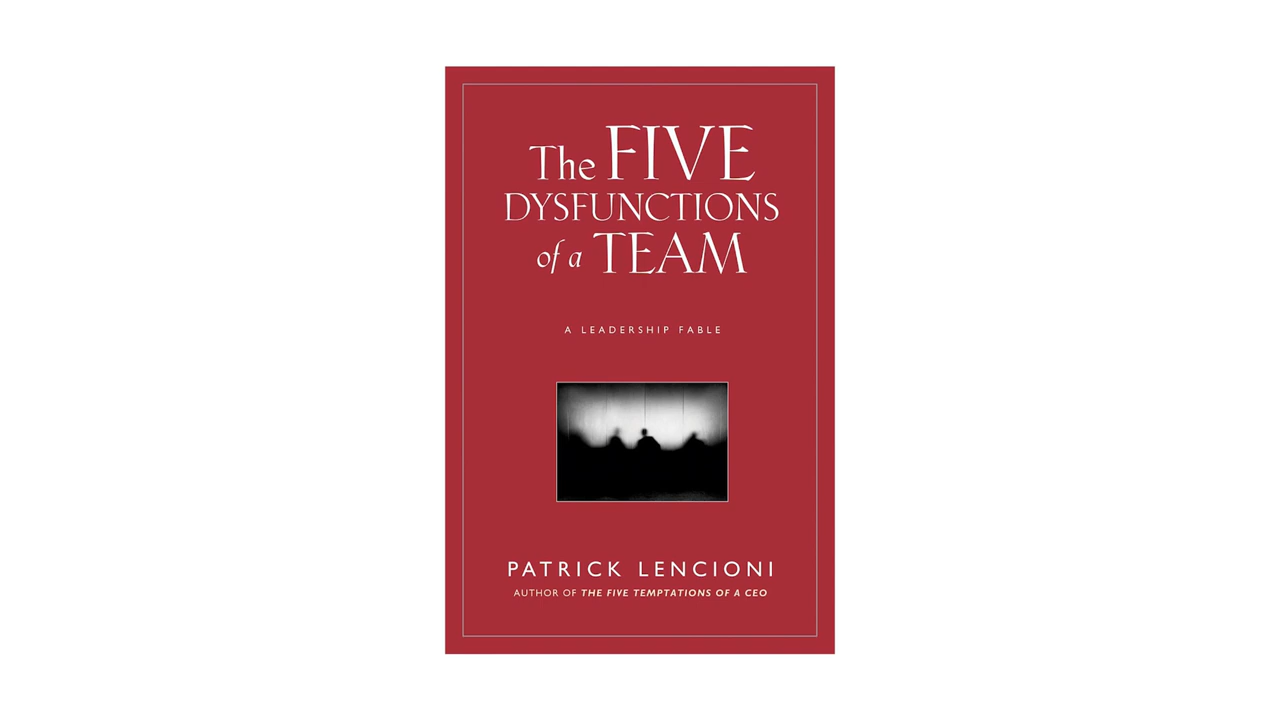 The FIVE
DYSFUNCTIONS
of a TEAM
A LEADERSHIP FABLE
PATRICK LENCIONI
AUTHOR OF THE FIVE TEMPTATIONS OF A CEO